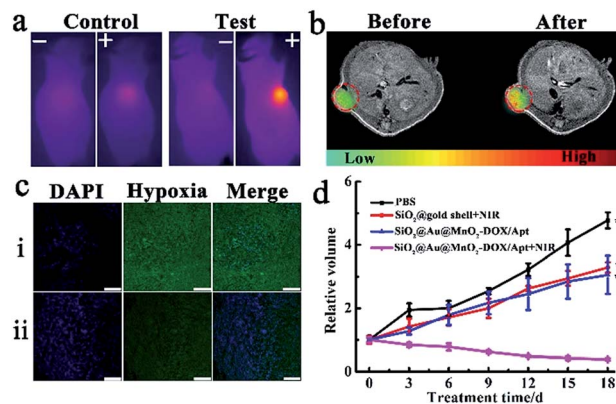 a
Control
Test
− + − +
b
Before
After
Low
High
c
DAPI
Hypoxia
Merge
i
ii
d
Relative volume
6
4
2
0
PBS
SiO2@gold shell+NIR
SiO2@Au@MnO2-DOX/Apt
SiO2@Au@MnO2-DOX/Apt+NIR
0 3 6 9 12 15 18
Treatment time/d